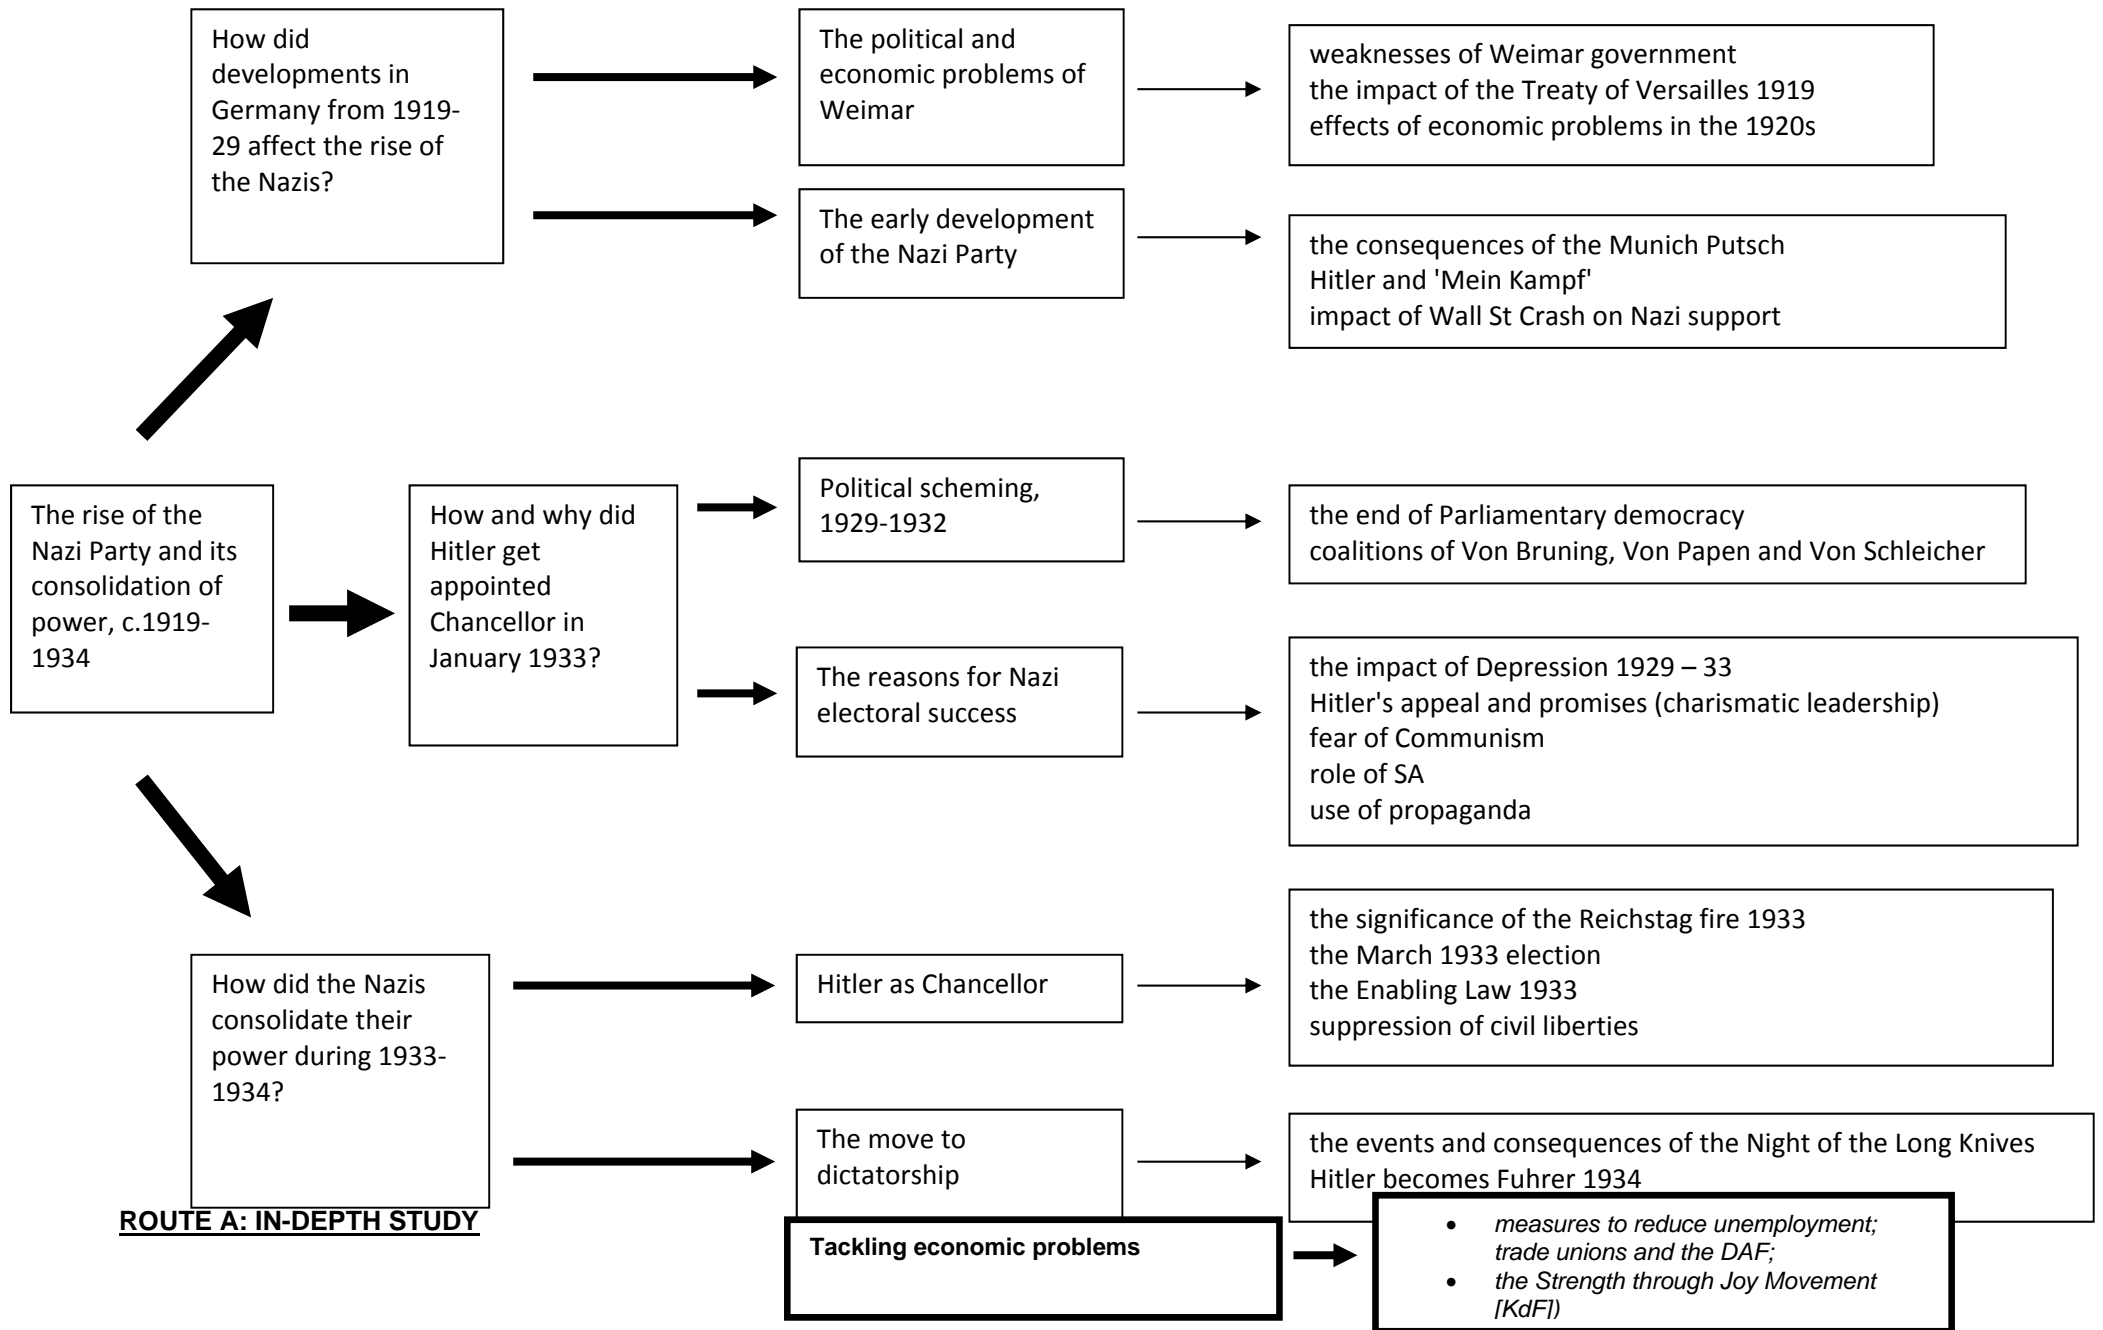 How did
developments in
Germany from 1919-
29 affect the rise of
the Nazis?
The political and
economic problems of
Weimar
weaknesses of Weimar government
the impact of the Treaty of Versailles 1919
effects of economic problems in the 1920s
The early development
of the Nazi Party
the consequences of the Munich Putsch
Hitler and 'Mein Kampf'
impact of Wall St Crash on Nazi support
The rise of the
Nazi Party and its
consolidation of
power, c.1919-
1934
How and why did
Hitler get
appointed
Chancellor in
January 1933?
Political scheming,
1929-1932
the end of Parliamentary democracy
coalitions of Von Bruning, Von Papen and Von Schleicher
The reasons for Nazi
electoral success
the impact of Depression 1929 – 33
Hitler's appeal and promises (charismatic leadership)
fear of Communism
role of SA
use of propaganda
How did the Nazis
consolidate their
power during 1933-
1934?
Hitler as Chancellor
the significance of the Reichstag fire 1933
the March 1933 election
the Enabling Law 1933
suppression of civil liberties
The move to
dictatorship
the events and consequences of the Night of the Long Knives
Hitler becomes Fuhrer 1934
ROUTE A: IN-DEPTH STUDY
Tackling economic problems
• measures to reduce unemployment;
trade unions and the DAF;
• the Strength through Joy Movement
[KdF])